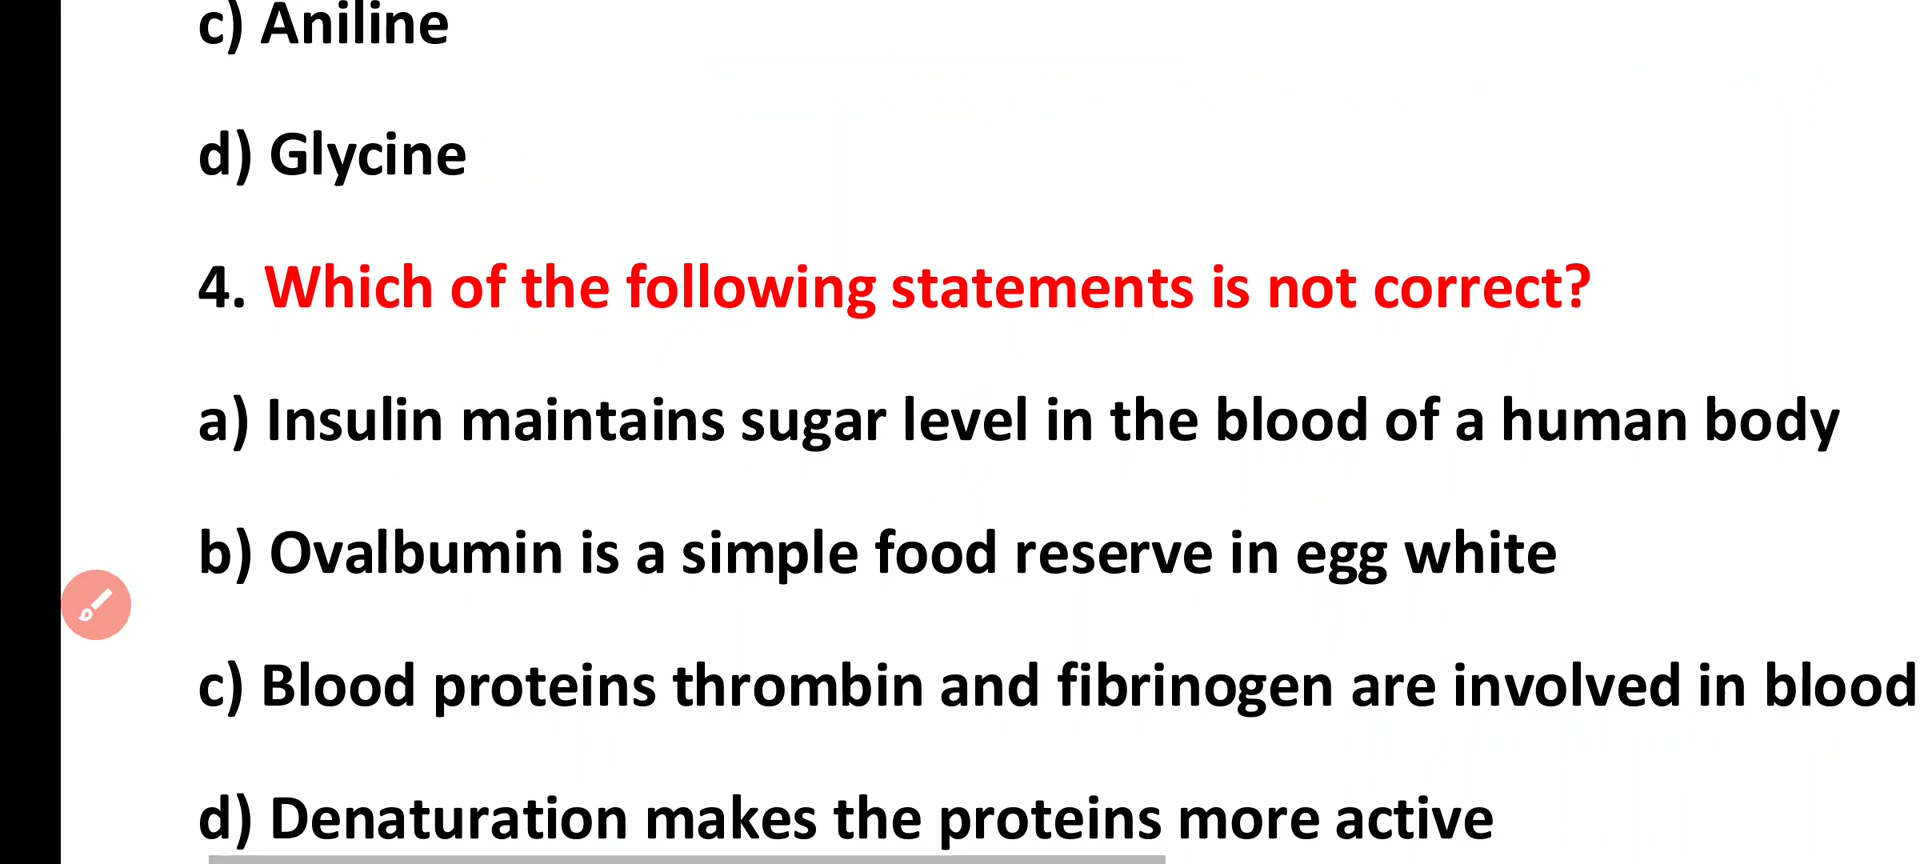 c) Aniline
d) Glycine
4. Which of the following statements is not correct?
a) Insulin maintains sugar level in the blood of a human body
b) Ovalbumin is a simple food reserve in egg white
c) Blood proteins thrombin and fibrinogen are involved in blood
d) Denaturation makes the proteins more active